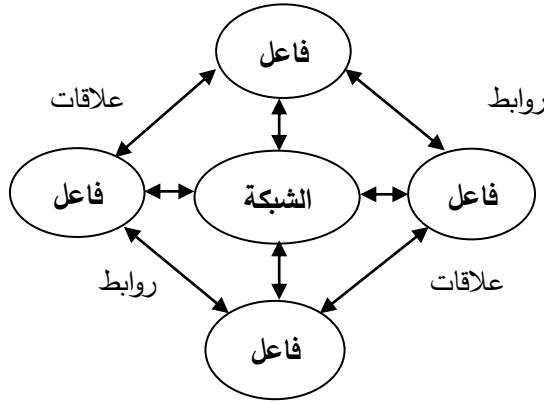 فاعل
روابط
علاقات
فاعل
الشبكة
فاعل
علاقات
روابط
فاعل